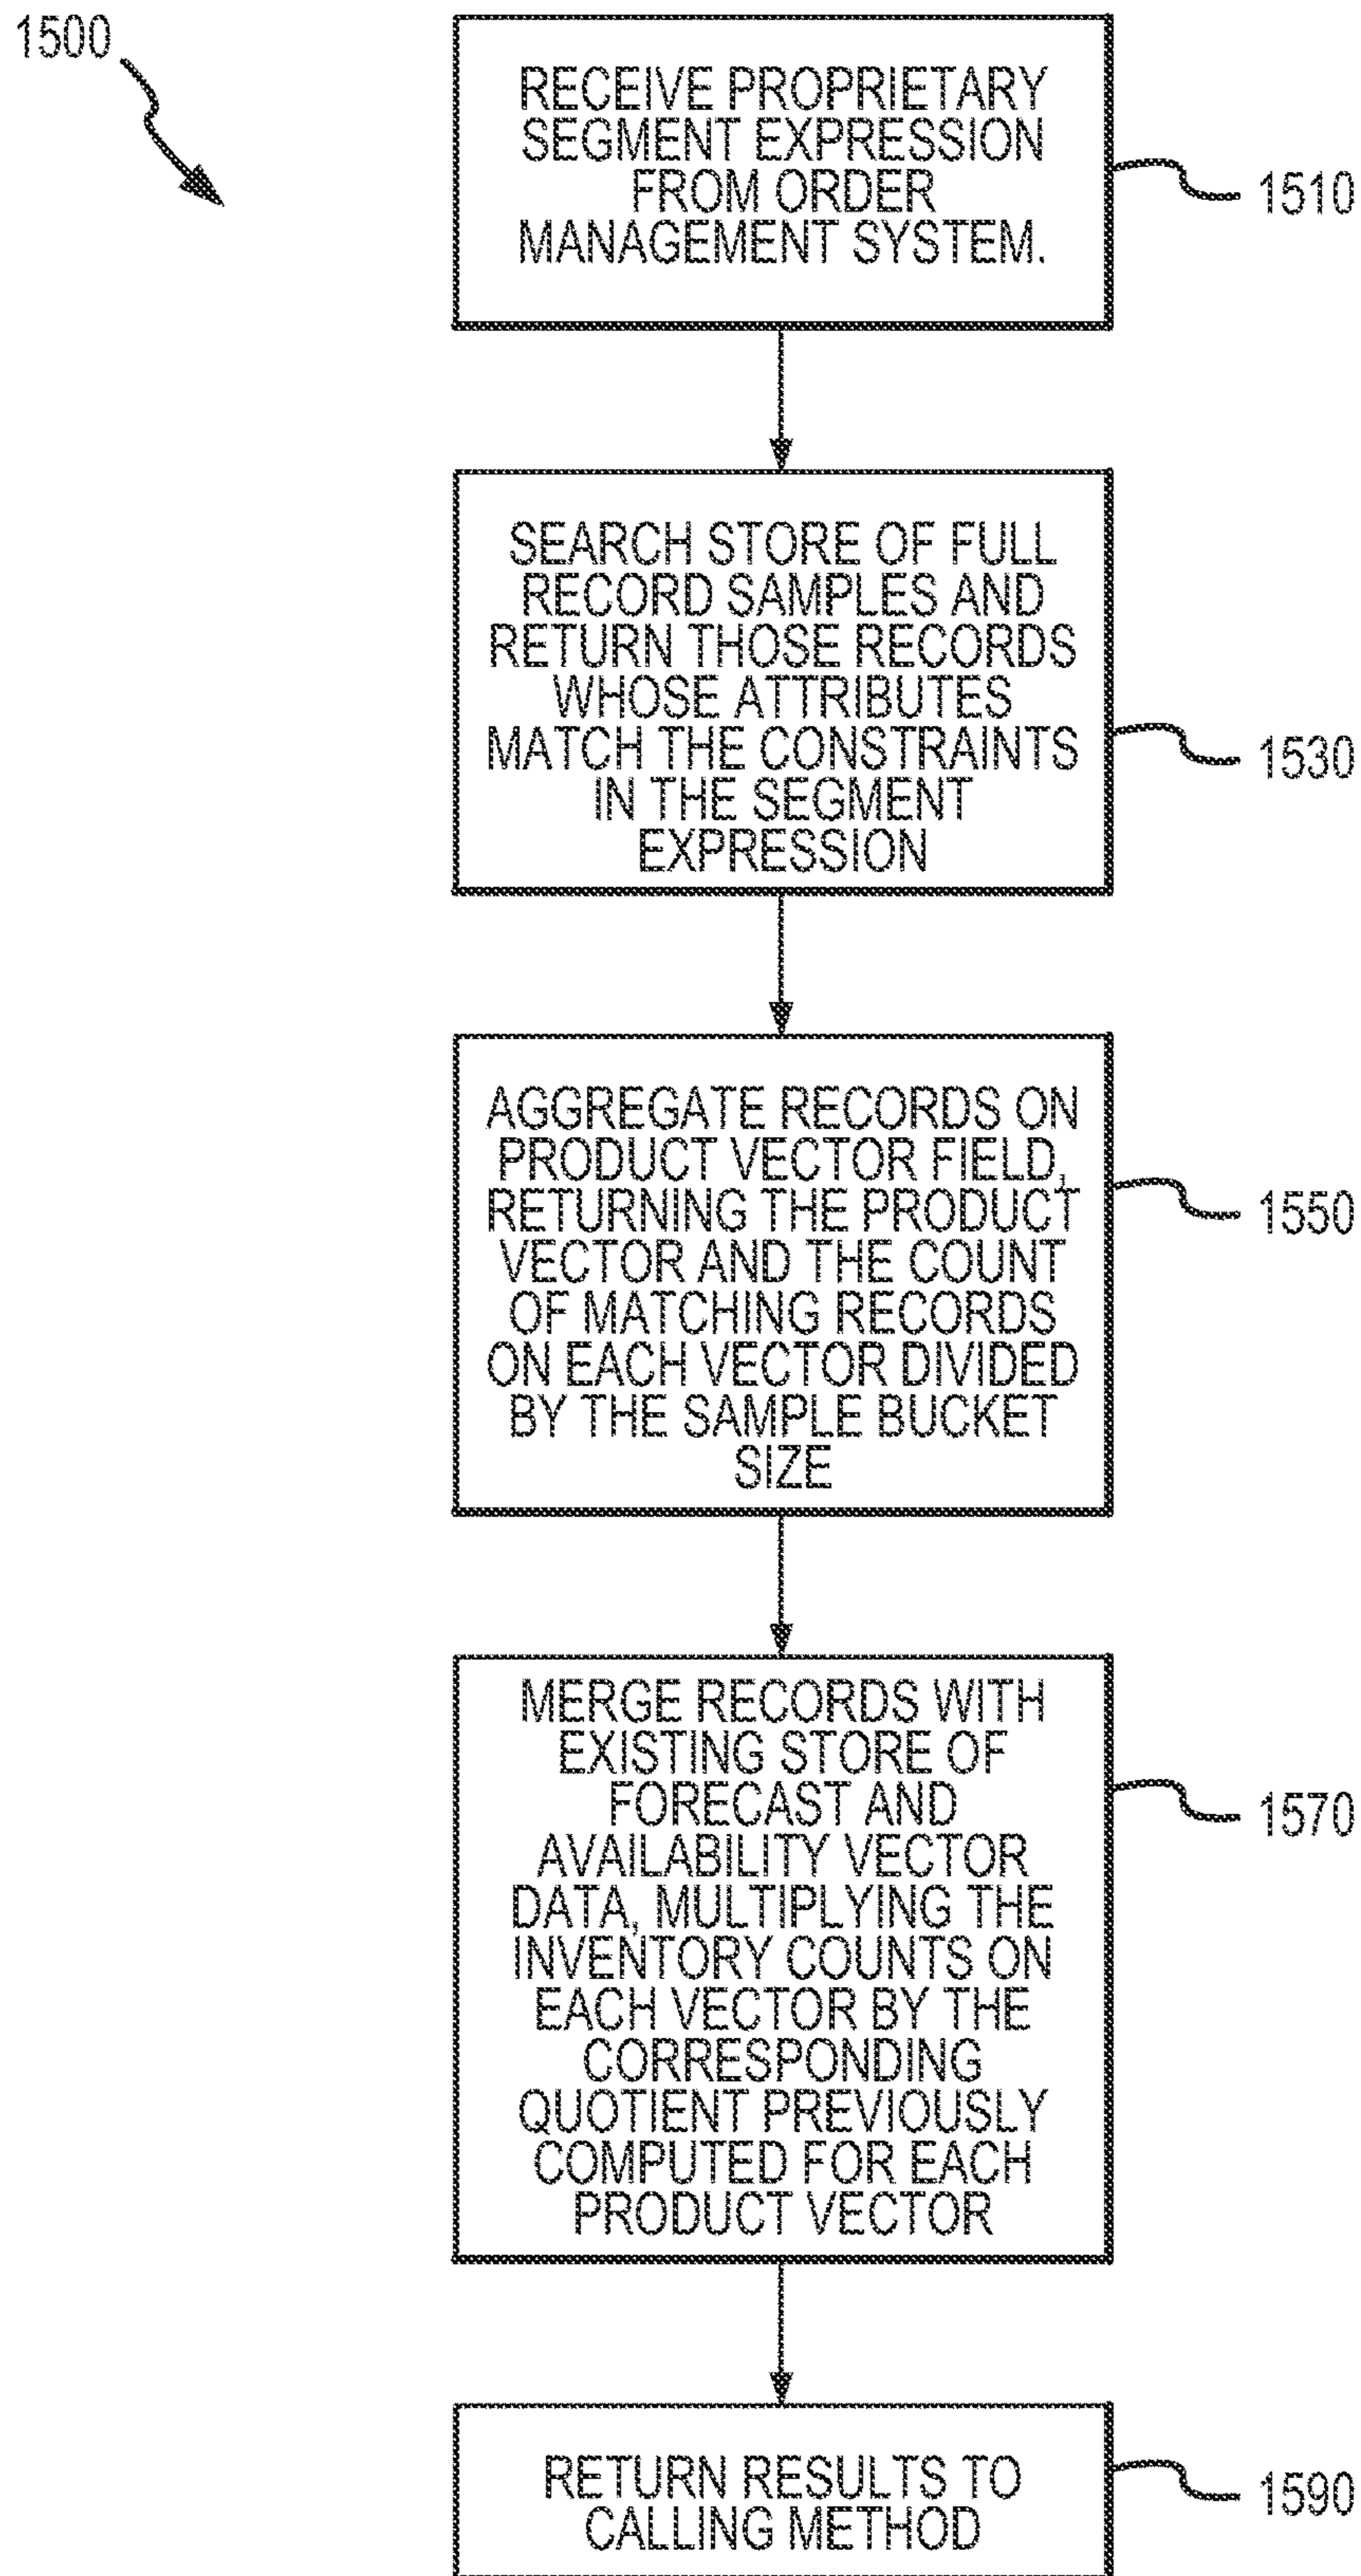 1500
RECEIVE PROPRIETARY
SEGMENT EXPRESSION
FROM ORDER
MANAGEMENT SYSTEM.
1510
SEARCH STORE OF FULL
RECORD SAMPLES AND
RETURN THOSE RECORDS
WHOSE ATTRIBUTES
MATCH THE CONSTRAINTS
IN THE SEGMENT
EXPRESSION
1530
AGGREGATE RECORDS ON
PRODUCT VECTOR FIELD,
RETURNING THE PRODUCT
VECTOR AND THE COUNT
OF MATCHING RECORDS
ON EACH VECTOR DIVIDED
BY THE SAMPLE BUCKET
SIZE
1550
MERGE RECORDS WITH
EXISTING STORE OF
FORECAST AND
AVAILABILITY VECTOR
DATA, MULTIPLYING THE
INVENTORY COUNTS ON
EACH VECTOR BY THE
CORRESPONDING
QUOTIENT PREVIOUSLY
COMPUTED FOR EACH
PRODUCT VECTOR
1570
RETURN RESULTS TO
CALLING METHOD
1590